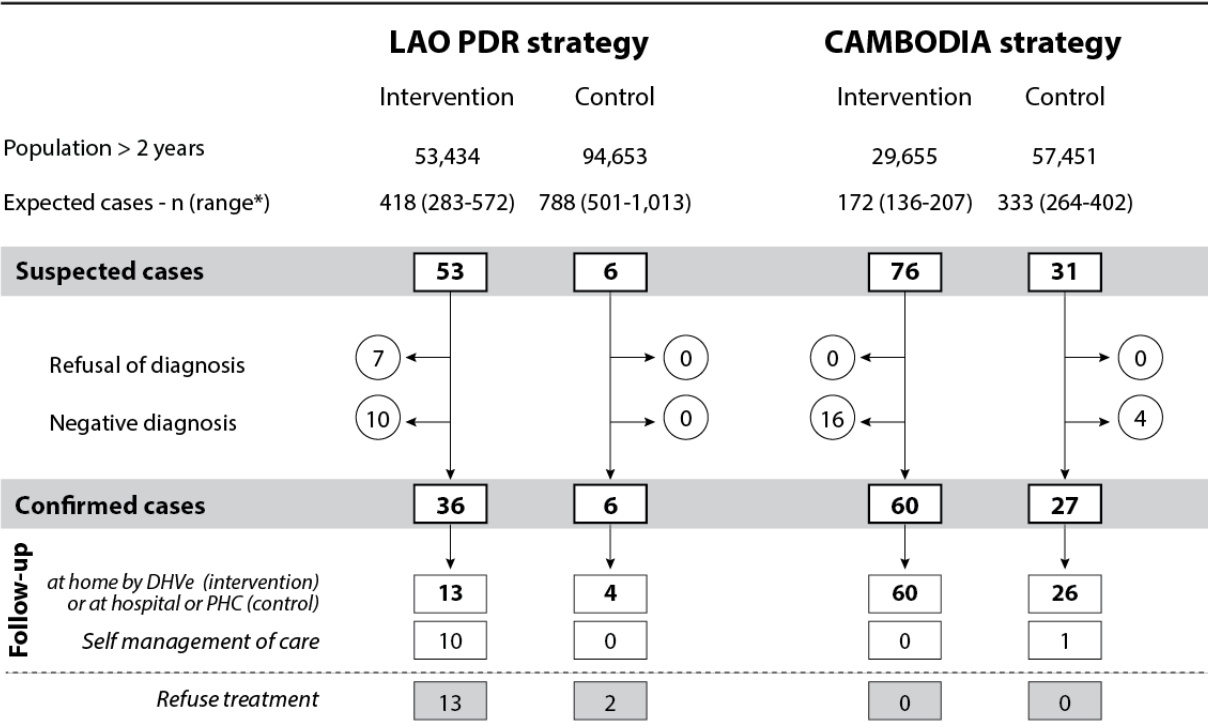 LAO PDR strategy CAMBODIA strategy
Intervention Control Intervention Control
Population > 2 years 53,434 94,653 29,655 57,451
Expected cases - n (range*) 418 (283-572) 788 (501-1,013) 172 (136-207) 333 (264-402)
Suspected cases 53 6 76 31
Refusal of diagnosis 7 0 0 0
Negative diagnosis 10 0 16 4
Confirmed cases 36 6 60 27
Follow-up
at home by DHVe (intervention)
or at hospital or PHC (control) 13 4 60 26
Self management of care 10 0 0 1
Refuse treatment 13 2 0 0